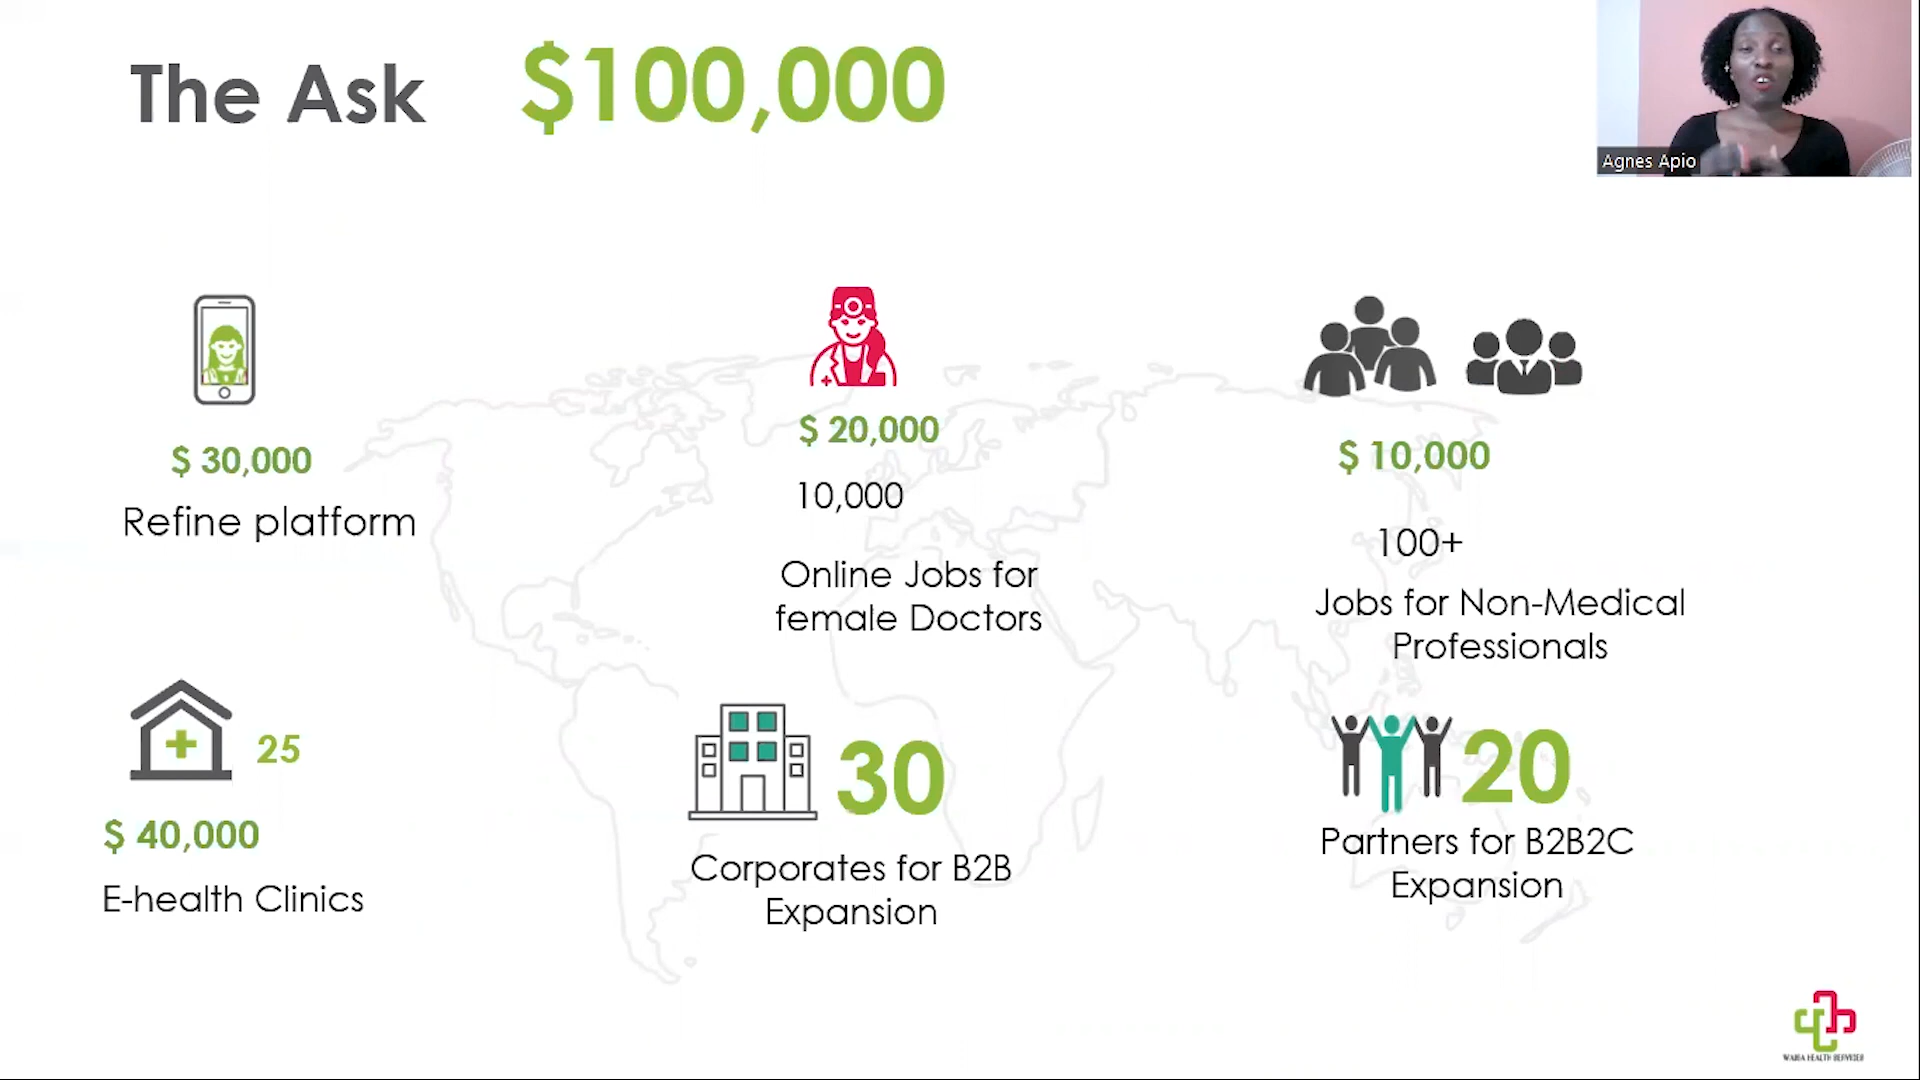 The Ask $100,000
Agnes Apio
$ 30,000
Refine platform
$ 20,000
10,000
Online Jobs for
female Doctors
$ 10,000
100+
Jobs for Non-Medical
Professionals
25
$ 40,000
E-health Clinics
30
Corporates for B2B
Expansion
20
Partners for B2B2C
Expansion
HEALTH SERVICES